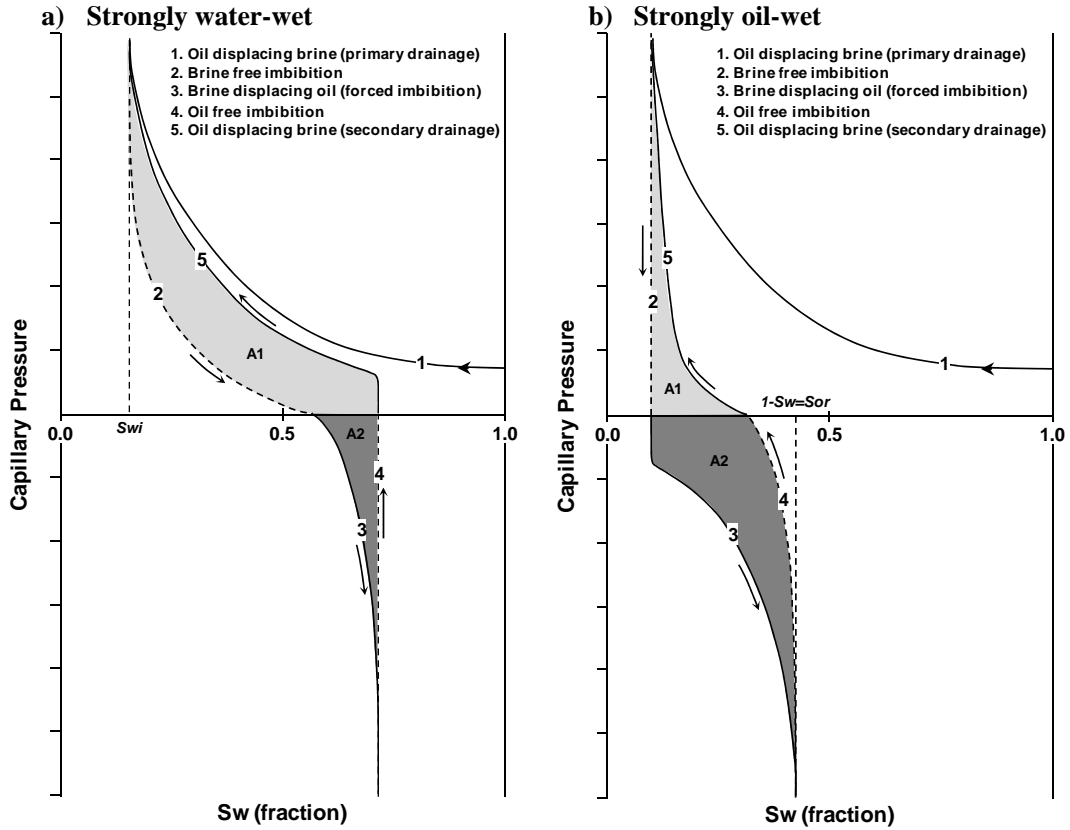 a) Strongly water-wet
1. Oil displacing brine (primary drainage)
2. Brine free imbibition
3. Brine displacing oil (forced imbibition)
4. Oil free imbibition
5. Oil displacing brine (secondary drainage)
5
2
A1
1
Capillary Pressure
0.0
Swi
0.5
1.0
A2
4
3
Sw (fraction)
b) Strongly oil-wet
1. Oil displacing brine (primary drainage)
2. Brine free imbibition
3. Brine displacing oil (forced imbibition)
4. Oil free imbibition
5. Oil displacing brine (secondary drainage)
5
2
1
A1
1-Sw=Sor
Capillary Pressure
0.0
0.5
1.0
A2
4
3
Sw (fraction)